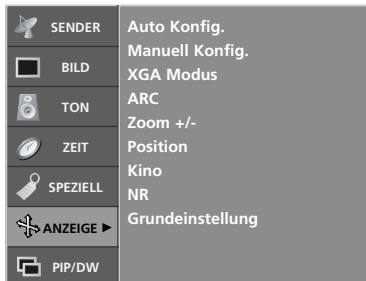 SENDER
BILD
TON
ZEIT
SPEZIELL
ANZEIGE ►
PIP/DW
Auto Konfig.
Manuell Konfig.
XGA Modus
ARC
Zoom +/-
Position
Kino
NR
Grundeinstellung